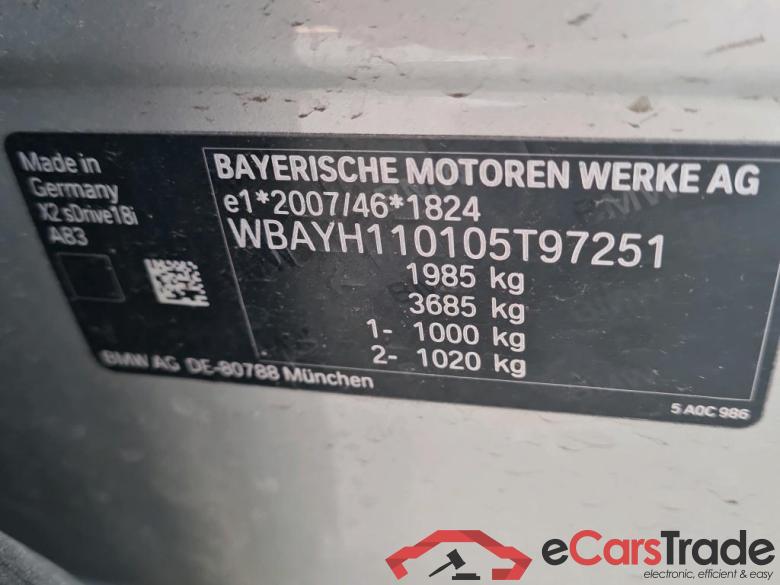 Made in
Germany
X2 sDrive18i
A83
BAYERISCHE MOTOREN WERKE AG
e1*2007/46*1824
WBAYH110105T97251
1985 kg
3685 kg
1- 1000 kg
2- 1020 kg
BMW AG DE-80788 München
5 A0C 986
eCarsTrade
electronic, efficient & easy